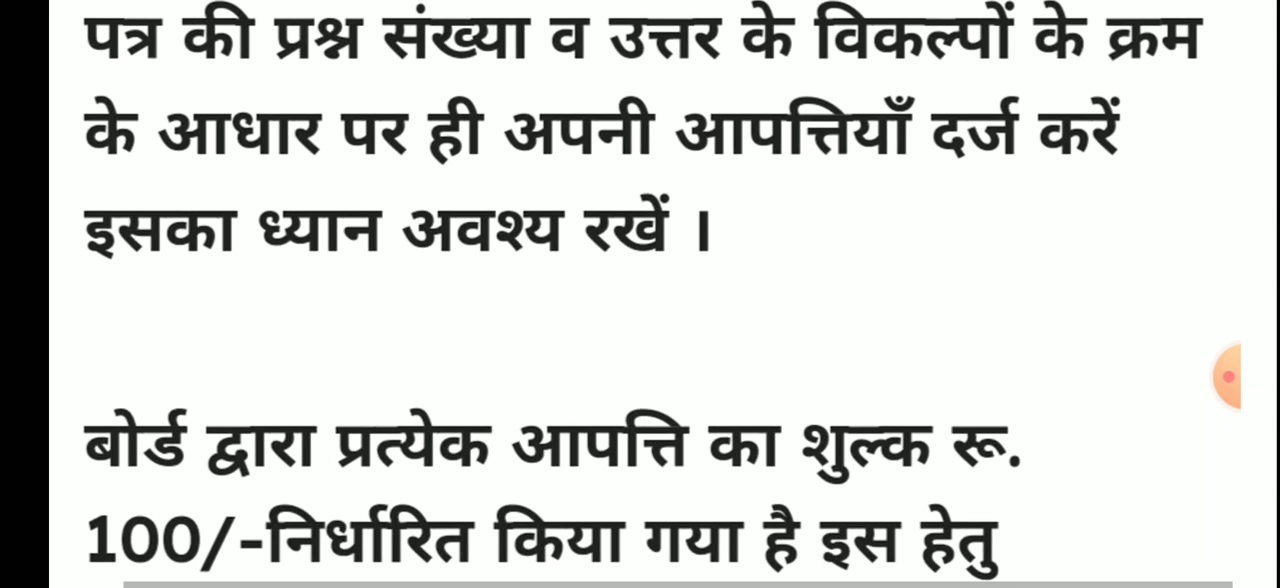 पत्र की प्रश्न संख्या व उत्तर के विकल्पों के क्रम
के आधार पर ही अपनी आपत्तियाँ दर्ज करें
इसका ध्यान अवश्य रखें ।
बोर्ड द्वारा प्रत्येक आपत्ति का शुल्क रू.
100/-निर्धारित किया गया है इस हेतु